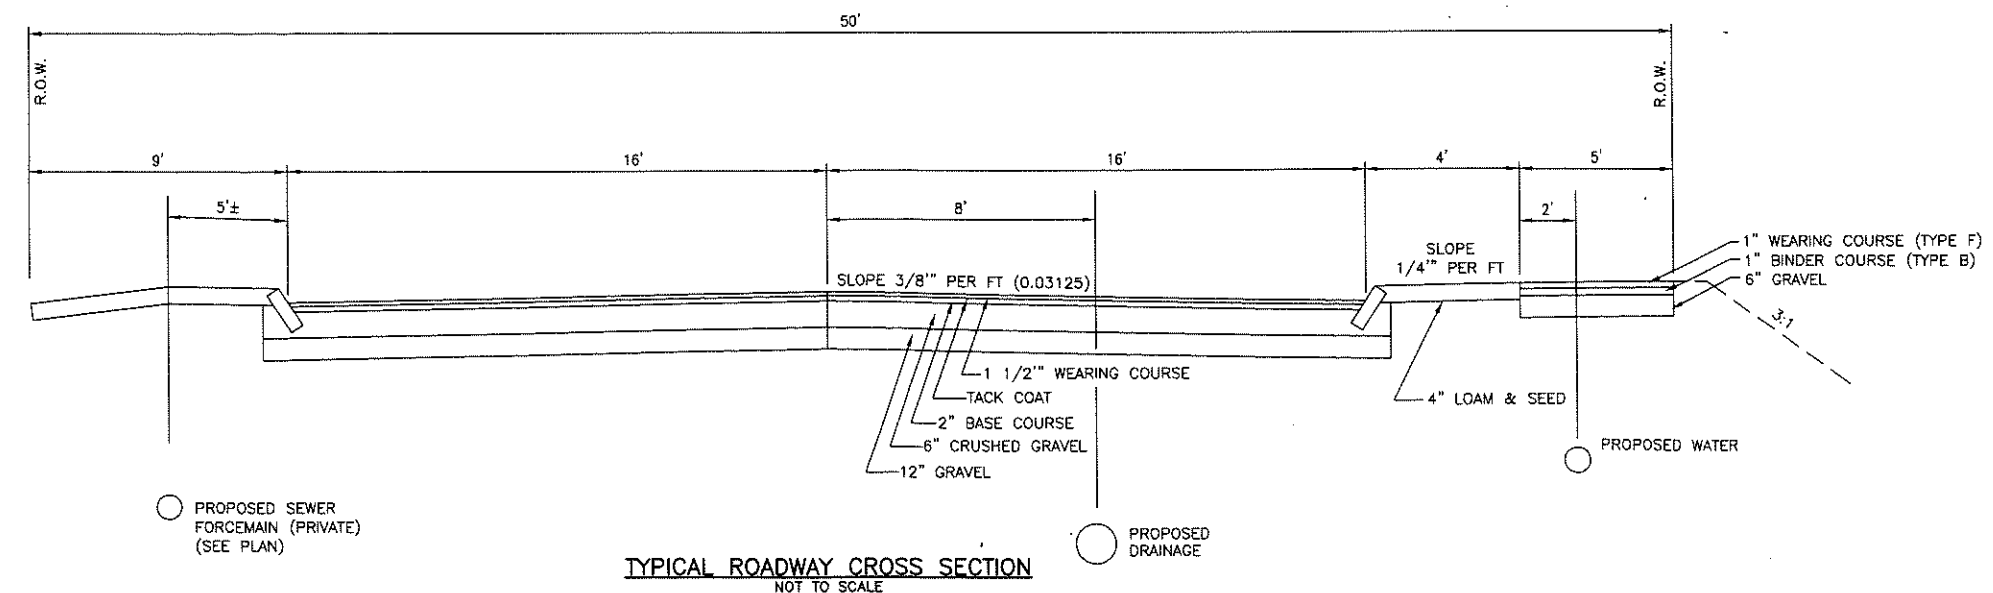 50'
R.O.W.
R.O.W.
9'
16'
16'
4'
5'
5'±
8'
2'
SLOPE 3/8'" PER FT (0.03125)
SLOPE
1/4'" PER FT
1" WEARING COURSE (TYPE F)
1" BINDER COURSE (TYPE B)
6" GRAVEL
3:1
1 1/2'" WEARING COURSE
TACK COAT
2" BASE COURSE
6" CRUSHED GRAVEL
12" GRAVEL
4" LOAM & SEED
PROPOSED WATER
PROPOSED SEWER
FORCEMAIN (PRIVATE)
(SEE PLAN)
PROPOSED
DRAINAGE
TYPICAL ROADWAY CROSS SECTION
NOT TO SCALE